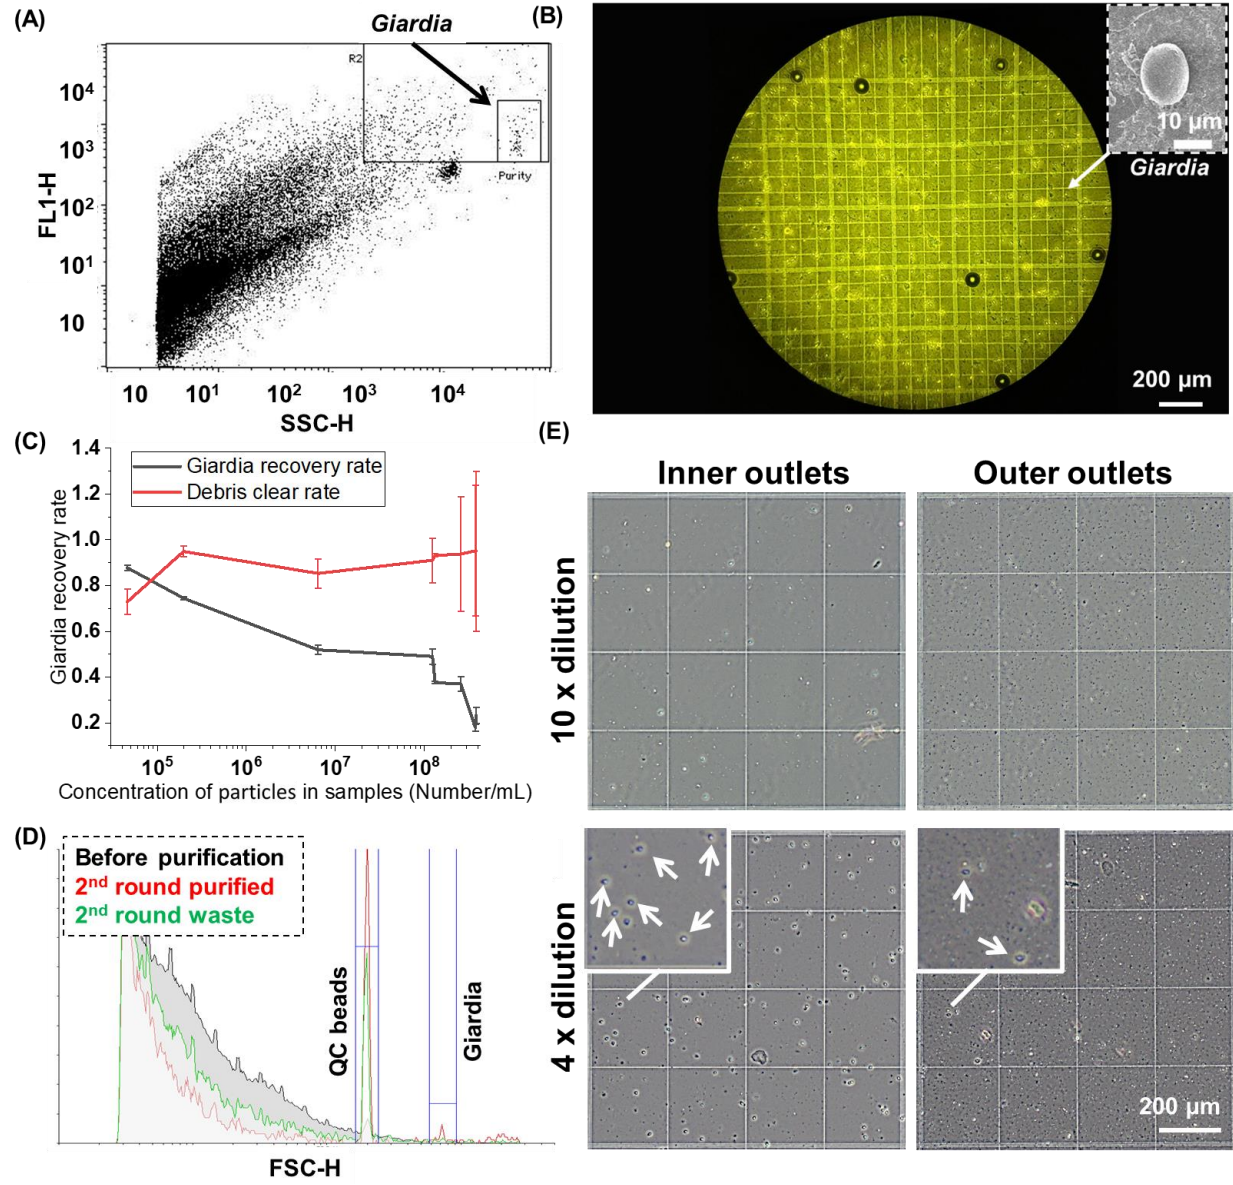 (A)
Giardia
R2
Purity
10⁴
10³
10²
10¹
10
FL1-H
10
10¹
10²
10³
10⁴
SSC-H
(B)
10 µm
Giardia
200 µm
(C)
1.4
1.2
1.0
0.8
0.6
0.4
0.2
Giardia recovery rate
Giardia recovery rate
Debris clear rate
10⁵
10⁶
10⁷
10⁸
Concentration of particles in samples (Number/mL)
(D)
Before purification
2nd round purified
2nd round waste
QC beads
Giardia
FSC-H
(E)
Inner outlets
Outer outlets
10 x dilution
4 x dilution
200 µm